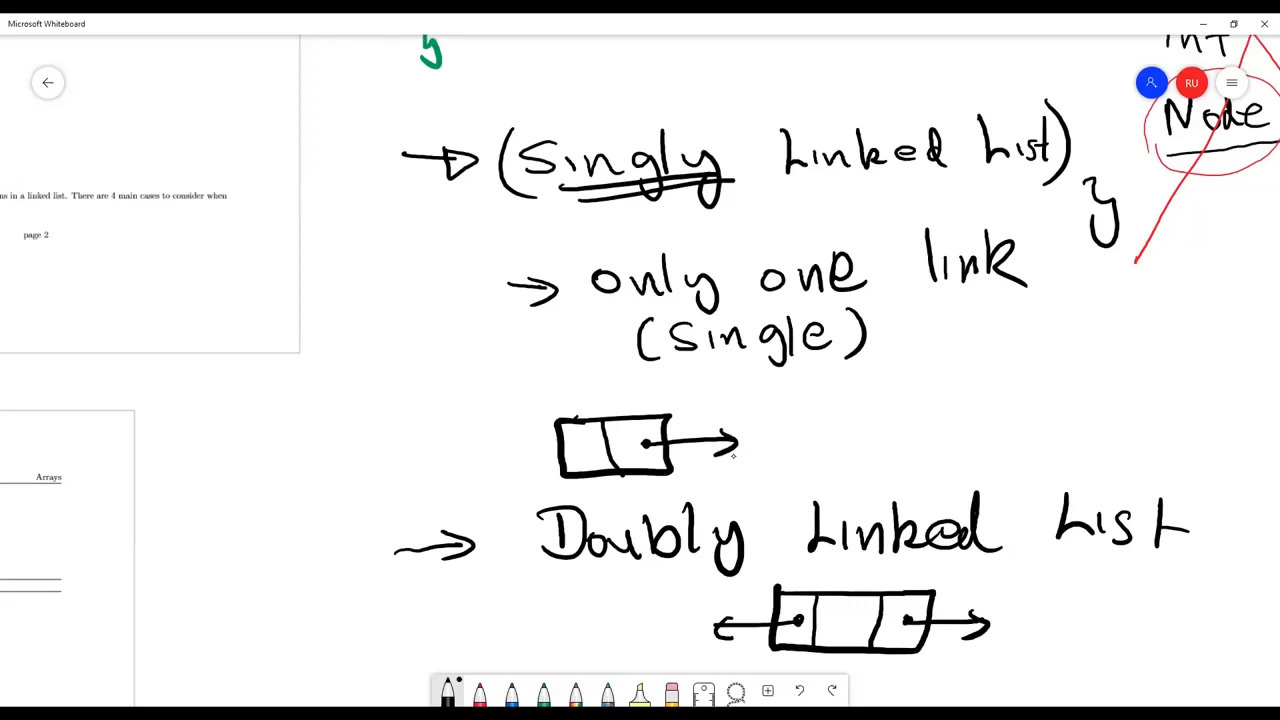 Microsoft Whiteboard
y
int
RU
Node
(Singly Linked List)
y
ns in a linked list. There are 4 main cases to consider when
page 2
only one link
(Single)
Arrays
Doubly Linked List